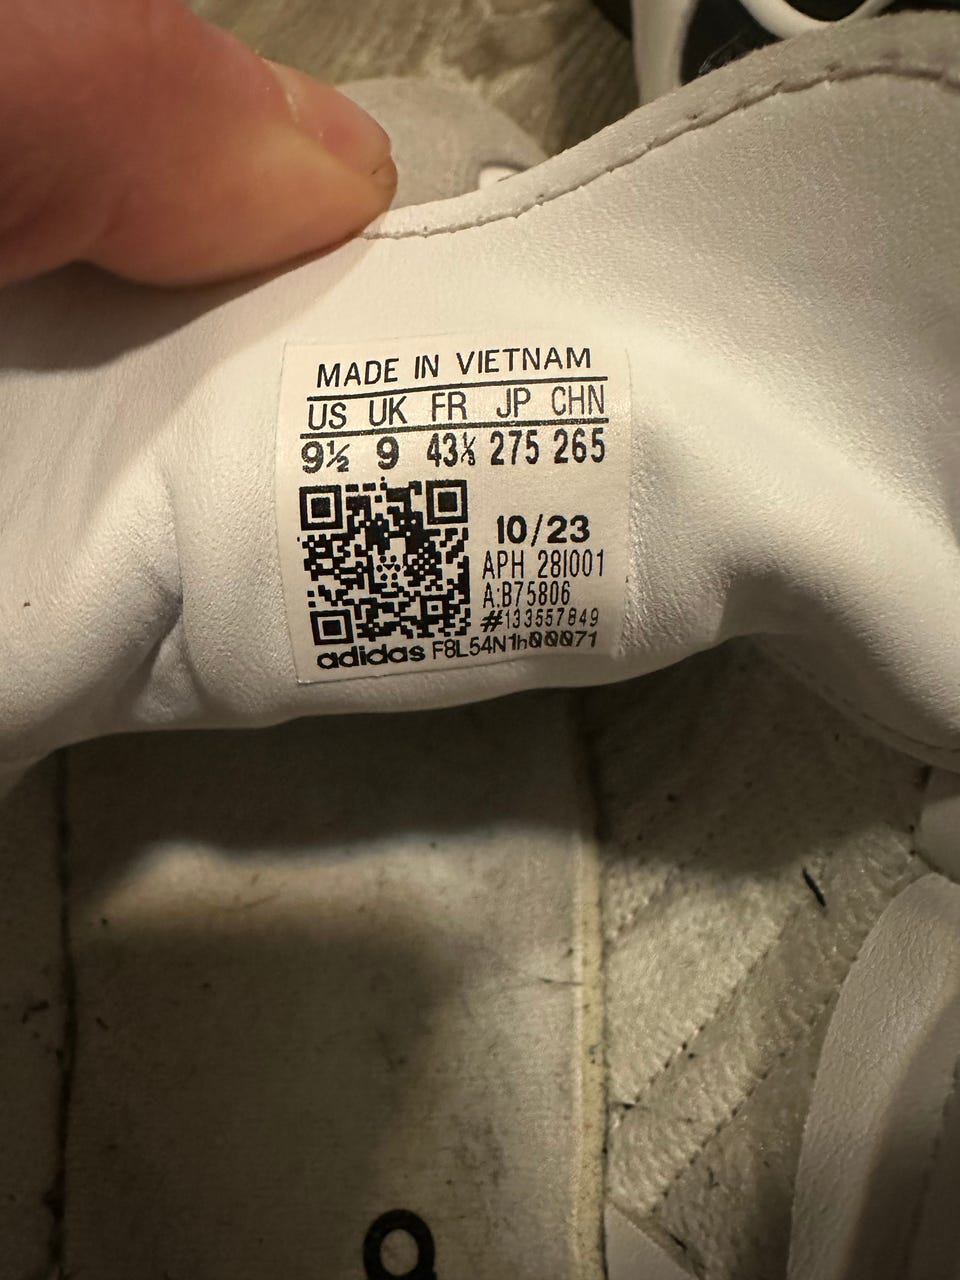 MADE IN VIETNAM
US UK FR JP CHN
9½ 9 43⅓ 275 265
10/23
APH 28I001
A:B75806
#133557849
adidas F8L54N1h00071